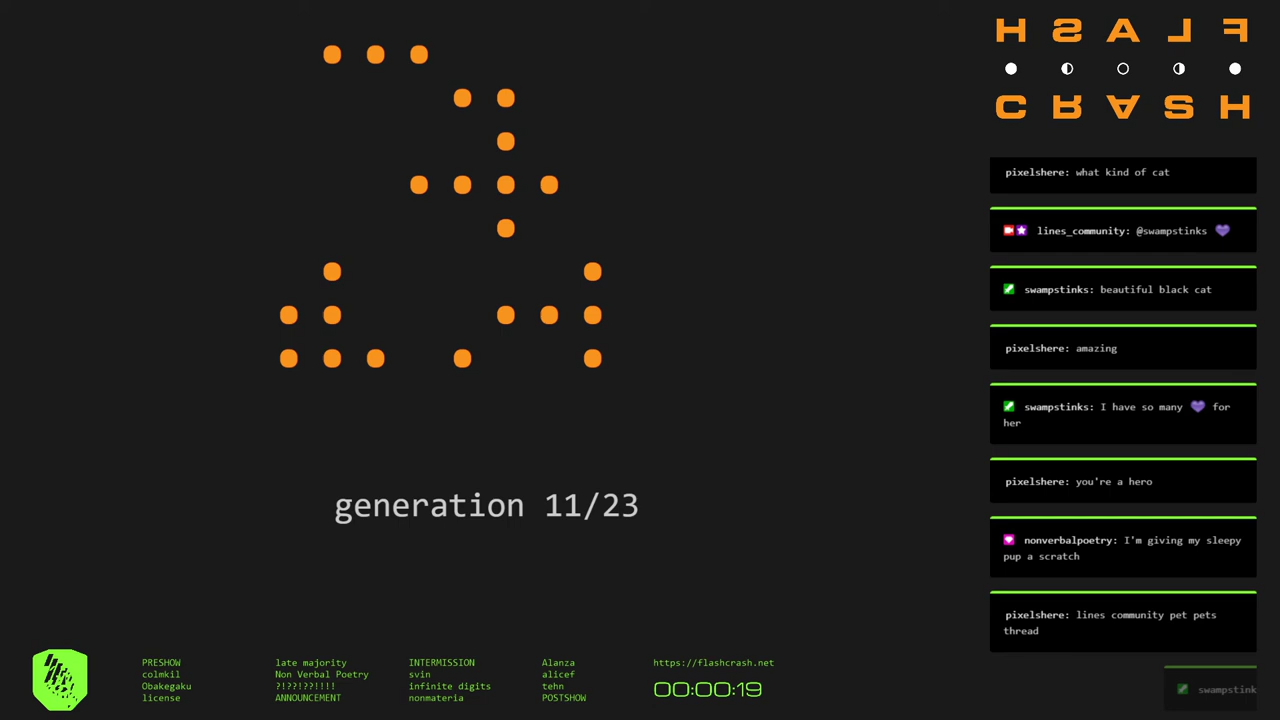 FLASH
CRASH
pixelshere: what kind of cat
lines_community: @swampstinks
swampstinks: beautiful black cat
pixelshere: amazing
swampstinks: I have so many 💜 for
her
pixelshere: you're a hero
nonverbalpoetry: I'm giving my sleepy
pup a scratch
pixelshere: lines community pet pets
thread
swampstink
generation 11/23
PRESHOW
colmkil
Obakegaku
license
late majority
Non Verbal Poetry
?!??!??!!!!
ANNOUNCEMENT
INTERMISSION
svin
infinite digits
nonmateria
Alanza
alicef
tehn
POSTSHOW
https://flashcrash.net
00:00:19